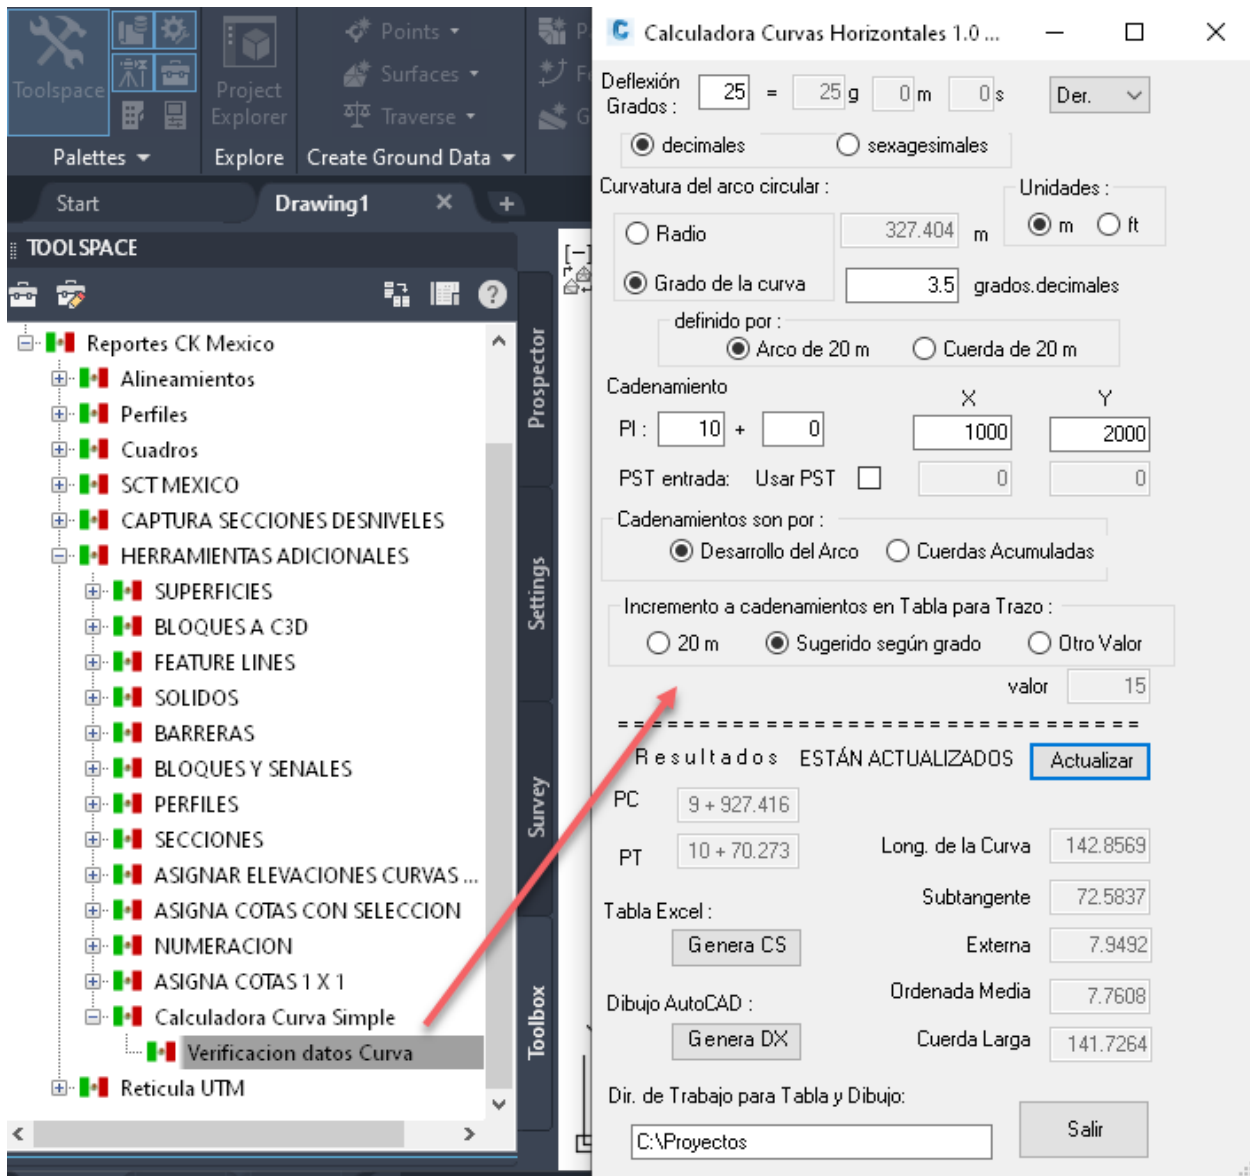 Toolspace
Palettes
Project
Explorer
Explore
Points
Surfaces
Traverse
Create Ground Data
P
Fe
G
Start
Drawing1
TOOLSPACE
Reportes CK Mexico
Alineamientos
Perfiles
Cuadros
SCT MEXICO
CAPTURA SECCIONES DESNIVELES
HERRAMIENTAS ADICIONALES
SUPERFICIES
BLOQUES A C3D
FEATURE LINES
SOLIDOS
BARRERAS
BLOQUES Y SENALES
PERFILES
SECCIONES
ASIGNAR ELEVACIONES CURVAS ...
ASIGNA COTAS CON SELECCION
NUMERACION
ASIGNA COTAS 1 X 1
Calculadora Curva Simple
Verificacion datos Curva
Reticula UTM
Prospector
Settings
Survey
Toolbox
[–]
Calculadora Curvas Horizontales 1.0 ...
Deflexión
Grados : 25 = 25 g 0 m 0 s Der.
decimales sexagesimales
Curvatura del arco circular : Unidades :
Radio 327.404 m m ft
Grado de la curva 3.5 grados.decimales
definido por :
Arco de 20 m Cuerda de 20 m
Cadenamiento X Y
PI : 10 + 0 1000 2000
PST entrada: Usar PST 0 0
Cadenamientos son por :
Desarrollo del Arco Cuerdas Acumuladas
Incremento a cadenamientos en Tabla para Trazo :
20 m Sugerido según grado Otro Valor
valor 15
= = = = = = = = = = = = = = = = = = = = = = = = = = = = = = = =
R e s u l t a d o s ESTÁN ACTUALIZADOS Actualizar
PC 9 + 927.416
PT 10 + 70.273 Long. de la Curva 142.8569
Subtangente 72.5837
Tabla Excel :
Genera CS Externa 7.9492
Dibujo AutoCAD : Ordenada Media 7.7608
Genera DX Cuerda Larga 141.7264
Dir. de Trabajo para Tabla y Dibujo:
C:\Proyectos Salir